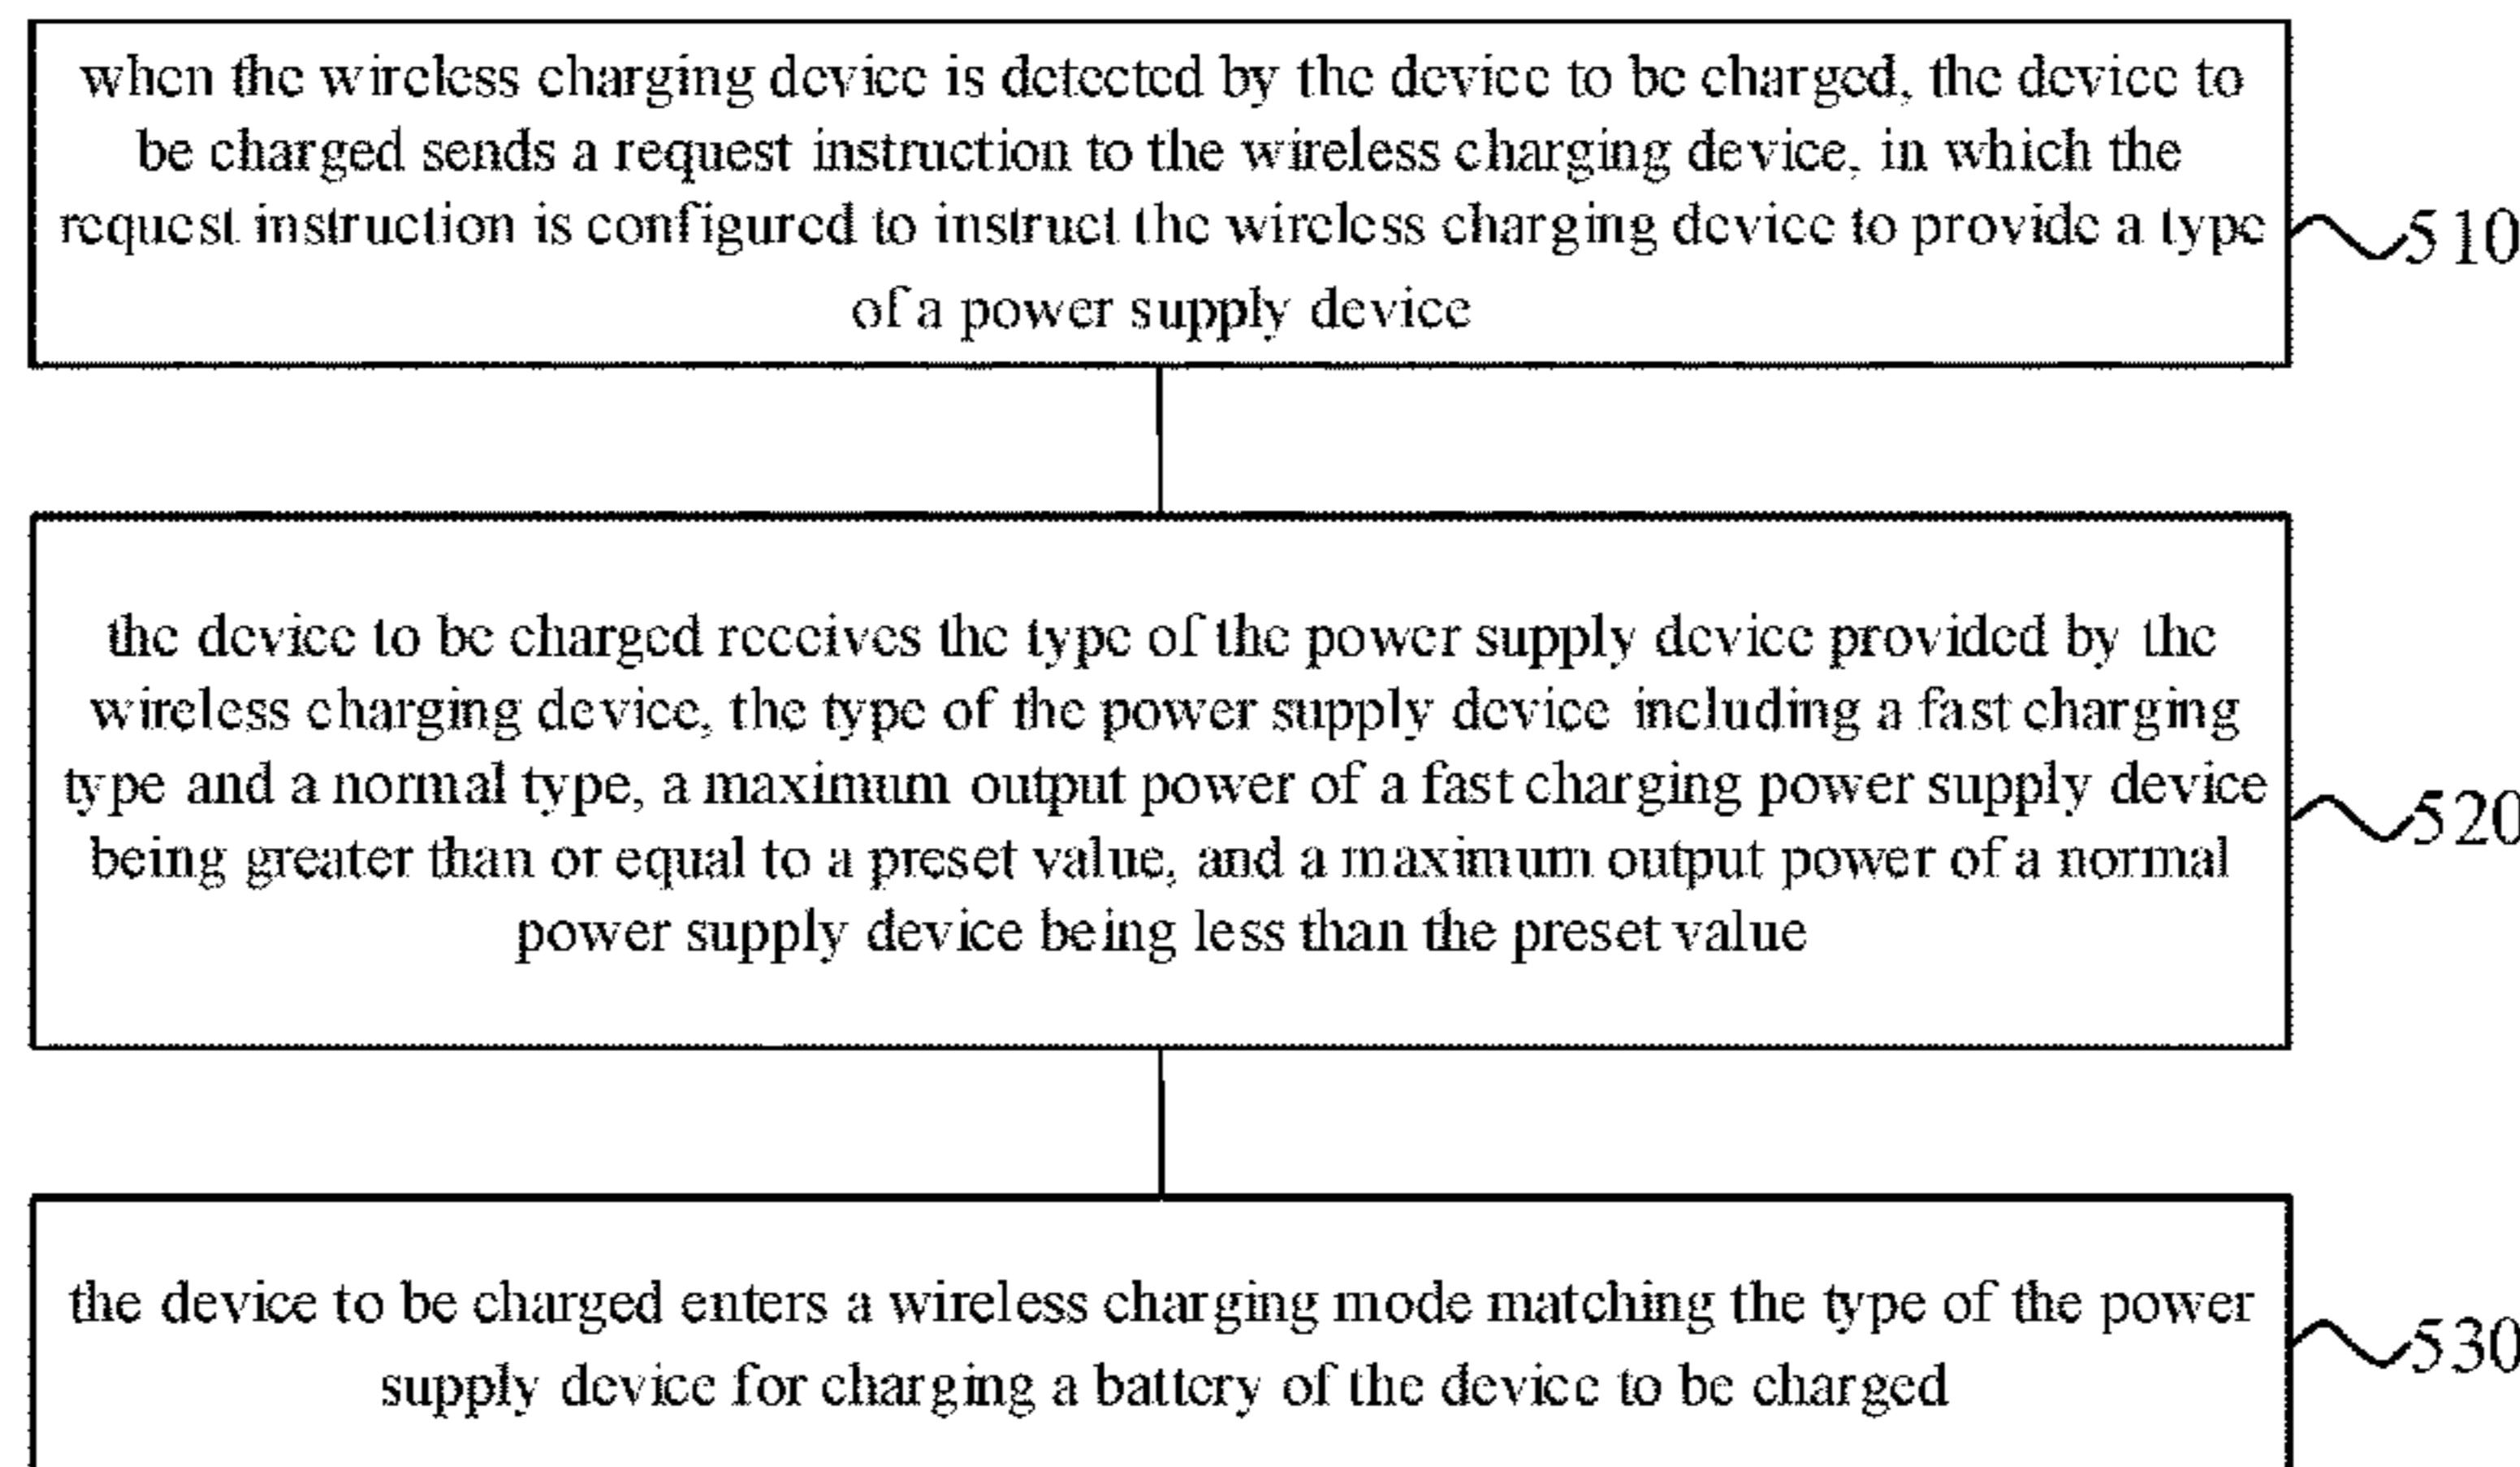 when the wireless charging device is detected by the device to be charged, the device to
be charged sends a request instruction to the wireless charging device, in which the
request instruction is configured to instruct the wireless charging device to provide a type
of a power supply device
510
the device to be charged receives the type of the power supply device provided by the
wireless charging device, the type of the power supply device including a fast charging
type and a normal type, a maximum output power of a fast charging power supply device
being greater than or equal to a preset value, and a maximum output power of a normal
power supply device being less than the preset value
520
the device to be charged enters a wireless charging mode matching the type of the power
supply device for charging a battery of the device to be charged
530